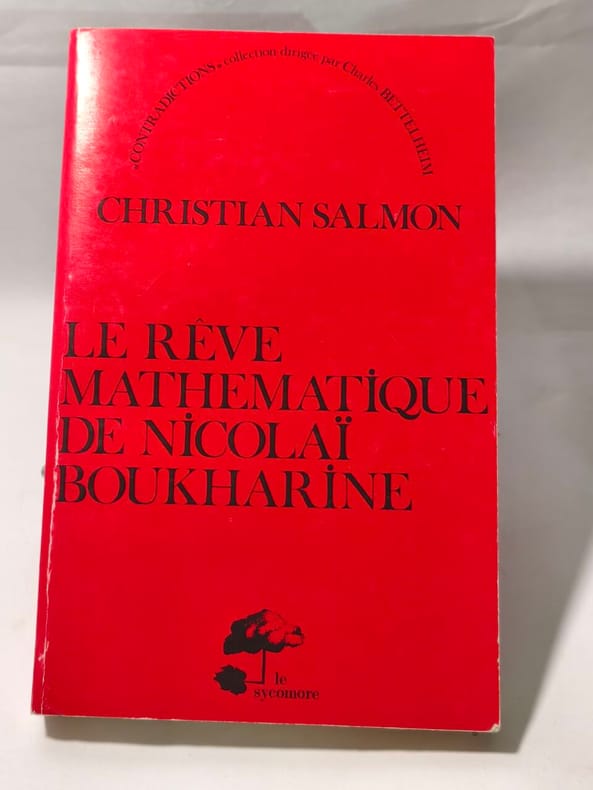 «CONTRADICTIONS» collection dirigée par Charles BETTELHEIM
CHRISTIAN SALMON
LE RÊVE
MATHEMATiQUE
DE NiCOLAÏ
BOUKHARiNE
le
sycomore